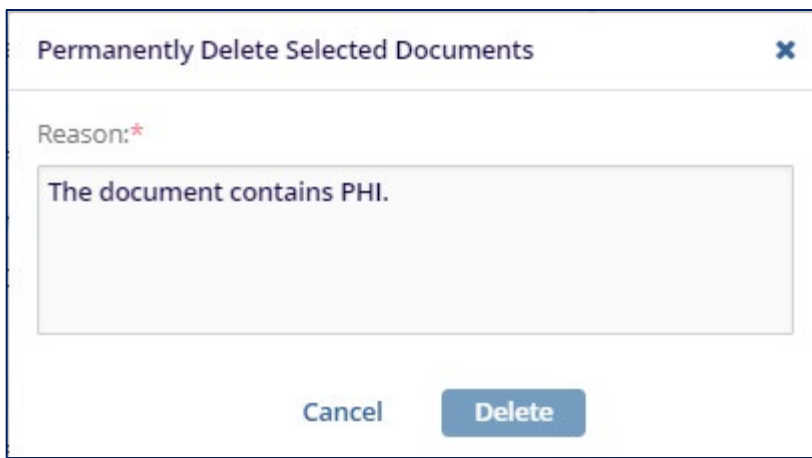 Permanently Delete Selected Documents
Reason:*
The document contains PHI.
Cancel Delete